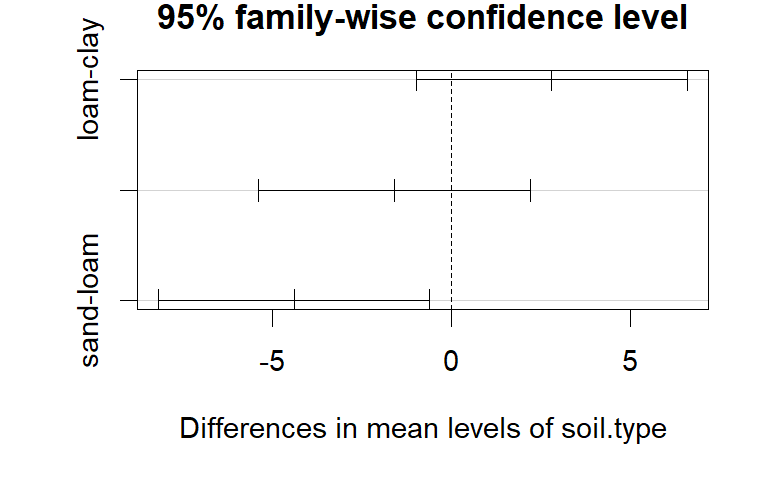 95% family-wise confidence level
loam-clay
sand-loam
-5 0 5
Differences in mean levels of soil.type